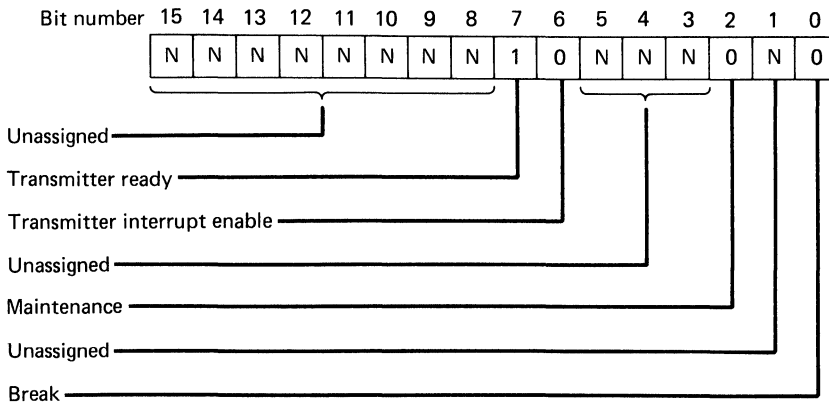 Bit number 15 14 13 12 11 10 9 8 7 6 5 4 3 2 1 0
N N N N N N N N 1 0 N N N 0 N 0
Unassigned
Transmitter ready
Transmitter interrupt enable
Unassigned
Maintenance
Unassigned
Break